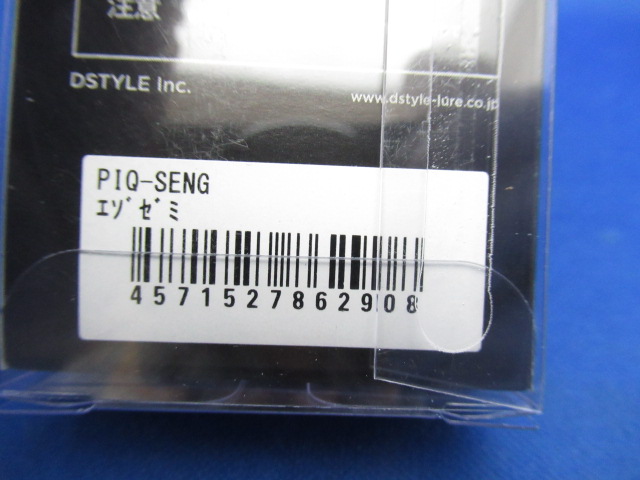 注意
DSTYLE Inc.
www.dstyle-lure.co.jp
PIQ-SENG
ｴｿﾞｾﾞﾐ
4571527862908